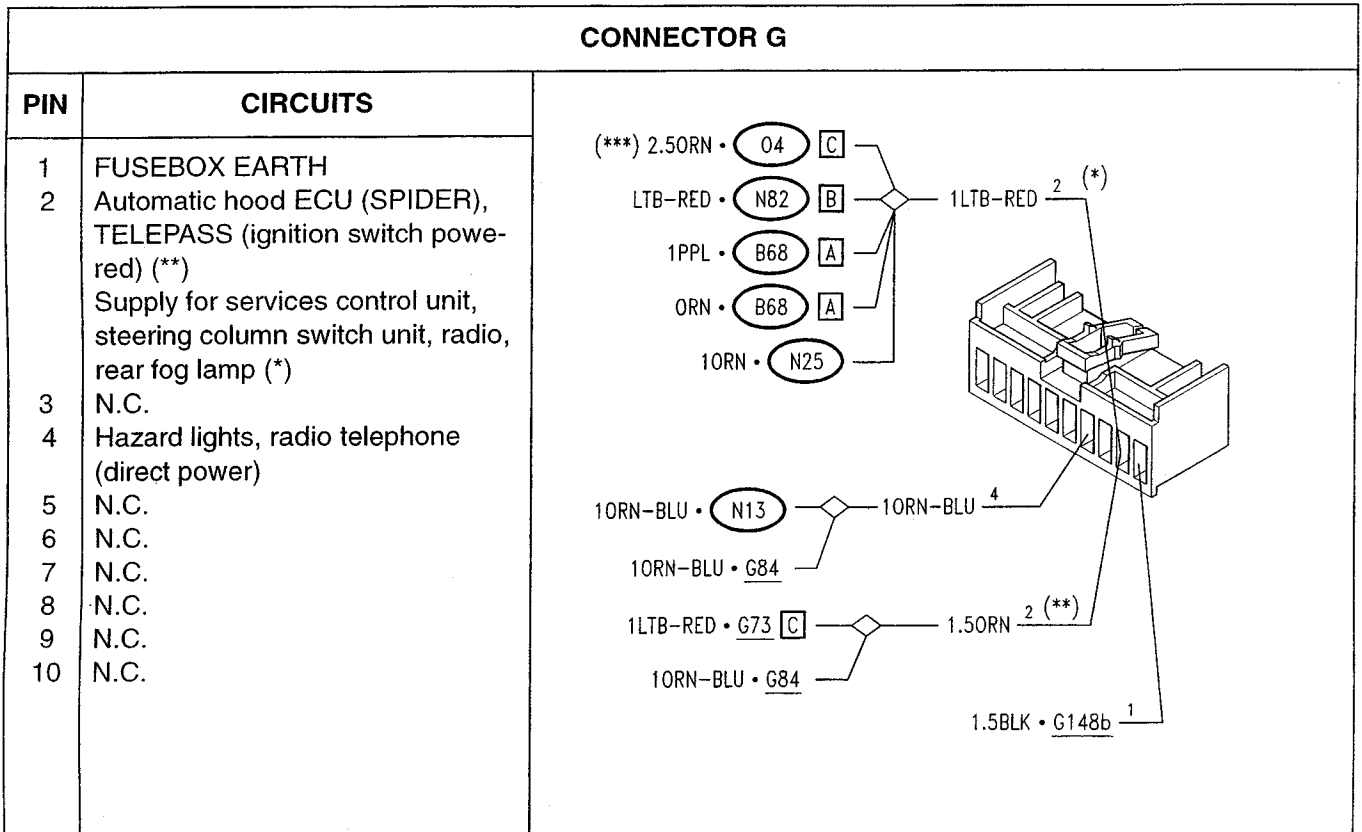 CONNECTOR G
PIN
CIRCUITS
1 FUSEBOX EARTH
2 Automatic hood ECU (SPIDER),
TELEPASS (ignition switch powe-
red) (**)
Supply for services control unit,
steering column switch unit, radio,
rear fog lamp (*)
3 N.C.
4 Hazard lights, radio telephone
(direct power)
5 N.C.
6 N.C.
7 N.C.
8 N.C.
9 N.C.
10 N.C.
(***) 2.5ORN • O4 C
LTB-RED • N82 B
1LTB-RED 2 (*)
1PPL • B68 A
ORN • B68 A
1ORN • N25
1ORN-BLU • N13
1ORN-BLU 4
1ORN-BLU • G84
1LTB-RED • G73 C
1.5ORN 2 (**)
1ORN-BLU • G84
1.5BLK • G148b 1